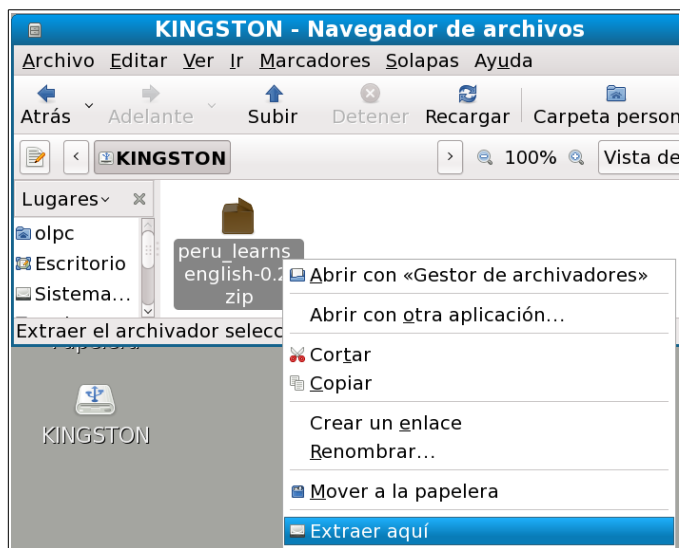 KINGSTON - Navegador de archivos
Archivo Editar Ver Ir Marcadores Solapas Ayuda
Atrás Adelante Subir Detener Recargar Carpeta person
KINGSTON 100% Vista de
Lugares
olpc
Escritorio
Sistema...
peru_learns
english-0.2
zip
Extraer el archivador selecc
KINGSTON
Abrir con «Gestor de archivadores»
Abrir con otra aplicación...
Cortar
Copiar
Crear un enlace
Renombrar...
Mover a la papelera
Extraer aquí